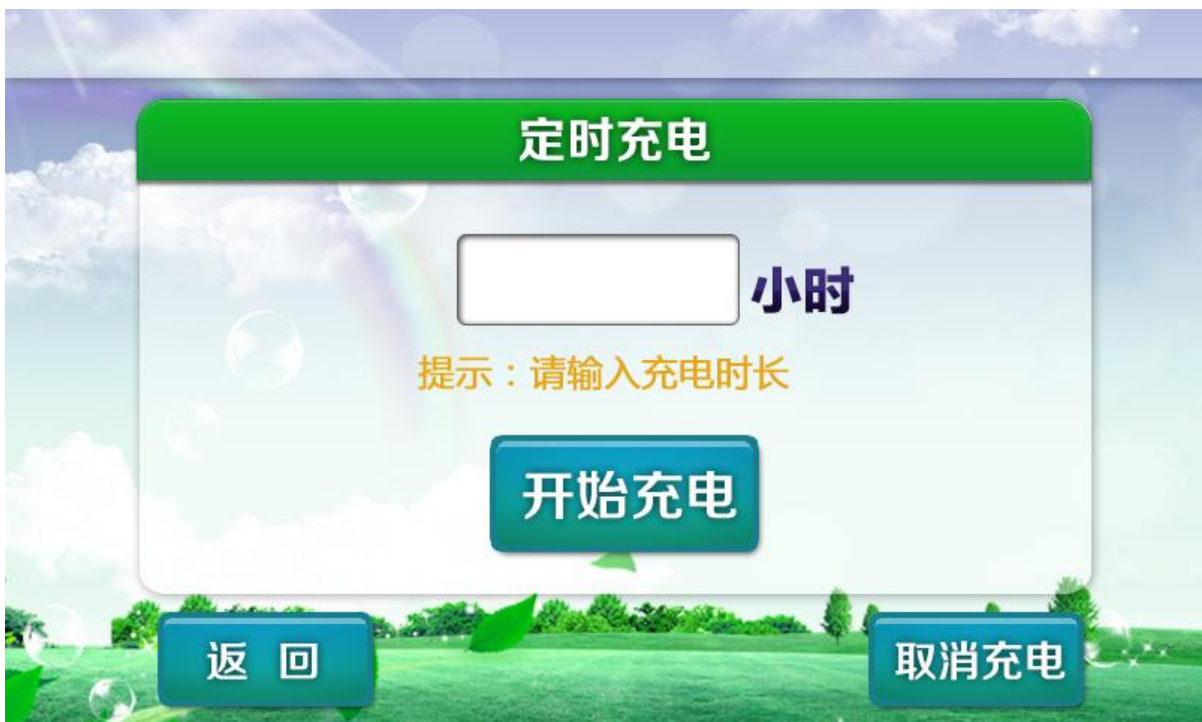 定时充电
小时
提示：请输入充电时长
开始充电
返 回
取消充电